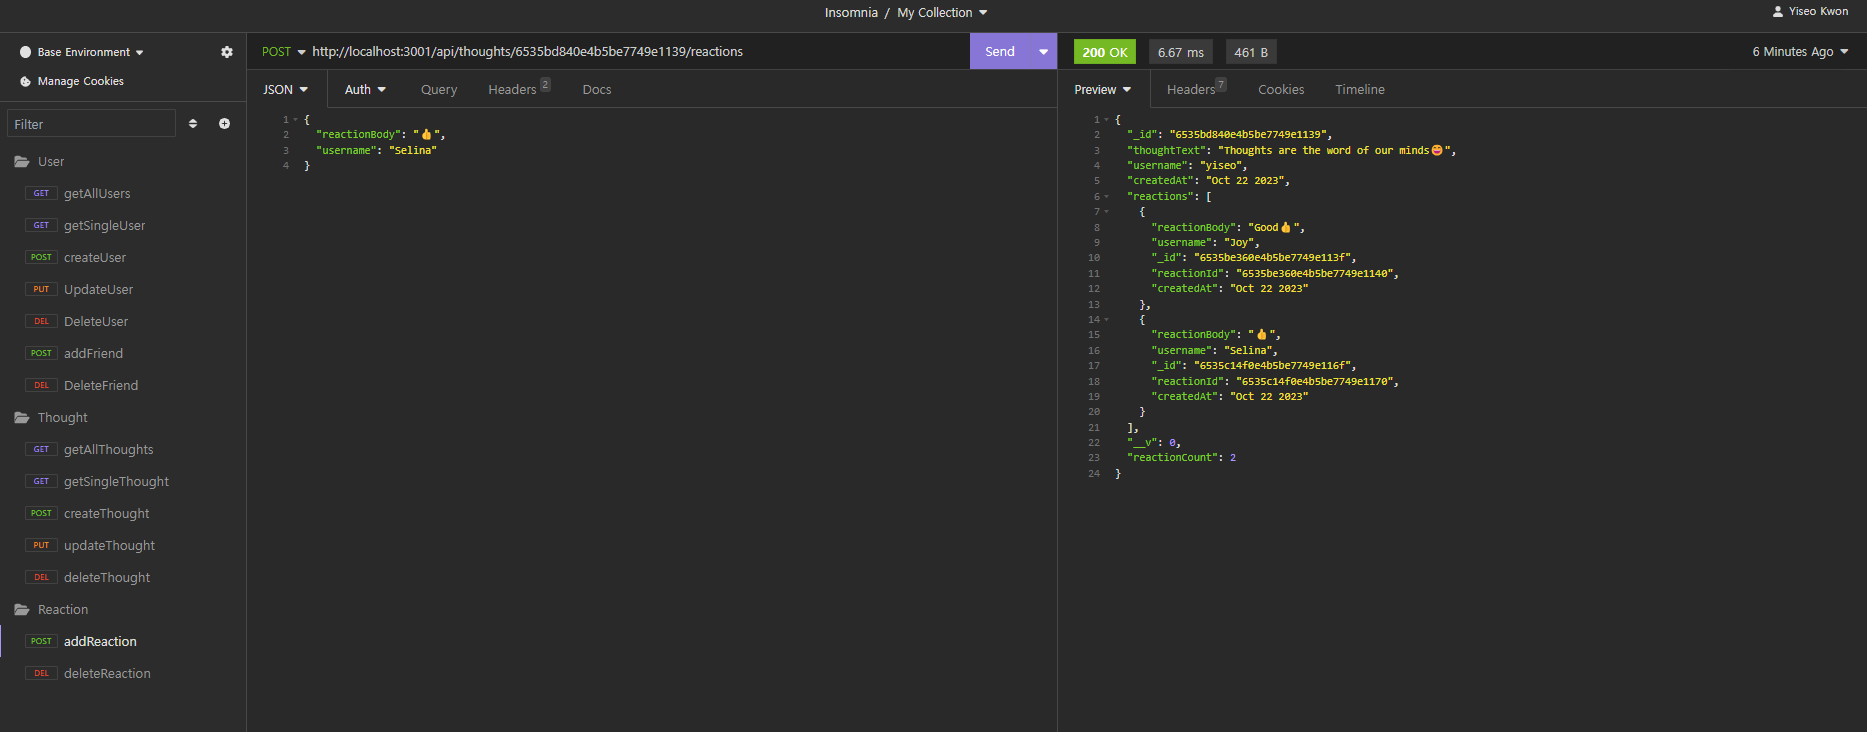 Insomnia / My Collection
Yiseo Kwon
Base Environment
Manage Cookies
Filter
User
GET getAllUsers
GET getSingleUser
POST createUser
PUT UpdateUser
DEL DeleteUser
POST addFriend
DEL DeleteFriend
Thought
GET getAllThoughts
GET getSingleThought
POST createThought
PUT updateThought
DEL deleteThought
Reaction
POST addReaction
DEL deleteReaction
POST http://localhost:3001/api/thoughts/6535bd840e4b5be7749e1139/reactions Send
JSON Auth Query Headers 2 Docs
1 {
2 "reactionBody": "👍",
3 "username": "Selina"
4 }
200 OK 6.67 ms 461 B 6 Minutes Ago
Preview Headers 7 Cookies Timeline
1 {
2 "_id": "6535bd840e4b5be7749e1139",
3 "thoughtText": "Thoughts are the word of our minds😄",
4 "username": "yiseo",
5 "createdAt": "Oct 22 2023",
6 "reactions": [
7 {
8 "reactionBody": "Good👍",
9 "username": "Joy",
10 "_id": "6535be360e4b5be7749e113f",
11 "reactionId": "6535be360e4b5be7749e1140",
12 "createdAt": "Oct 22 2023"
13 },
14 {
15 "reactionBody": "👍",
16 "username": "Selina",
17 "_id": "6535c14f0e4b5be7749e116f",
18 "reactionId": "6535c14f0e4b5be7749e1170",
19 "createdAt": "Oct 22 2023"
20 }
21 ],
22 "__v": 0,
23 "reactionCount": 2
24 }